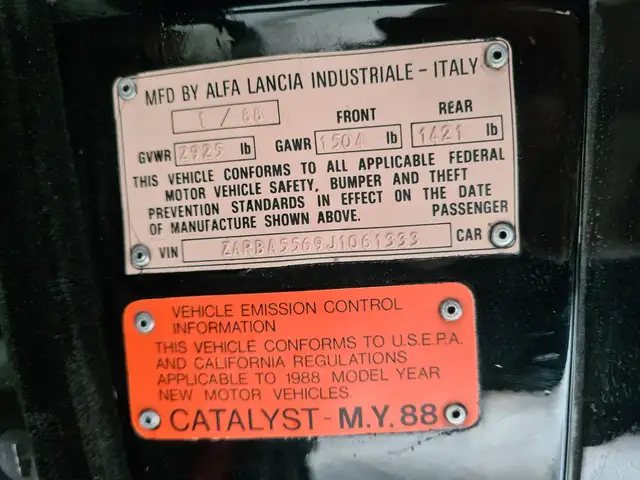 MFD BY ALFA LANCIA INDUSTRIALE - ITALY
1 / 88 FRONT REAR
GVWR 2925 lb GAWR 1504 lb 1421 lb
THIS VEHICLE CONFORMS TO ALL APPLICABLE FEDERAL
MOTOR VEHICLE SAFETY, BUMPER AND THEFT
PREVENTION STANDARDS IN EFFECT ON THE DATE
OF MANUFACTURE SHOWN ABOVE. PASSENGER
VIN ZARBA5569J1061333 CAR
VEHICLE EMISSION CONTROL
INFORMATION
THIS VEHICLE CONFORMS TO U.S.E.P.A.
AND CALIFORNIA REGULATIONS
APPLICABLE TO 1988 MODEL YEAR
NEW MOTOR VEHICLES.
CATALYST - M.Y. 88